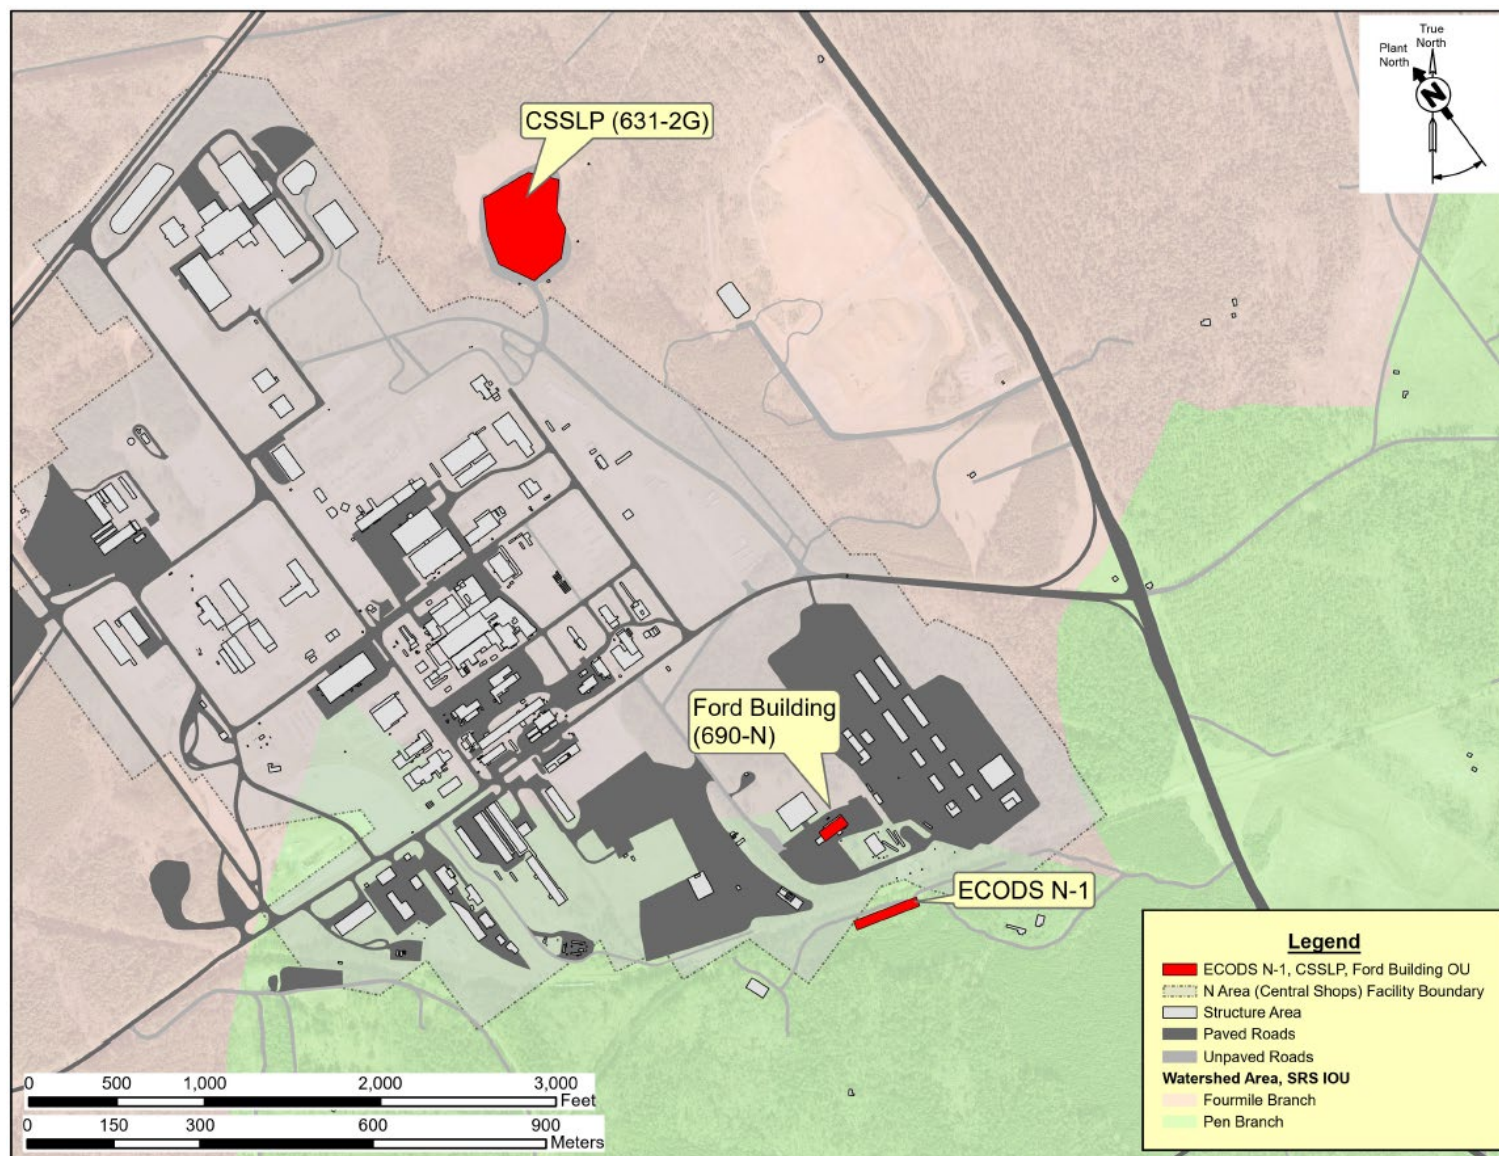 True
North
Plant
North
N
CSSLP (631-2G)
Ford Building
(690-N)
ECODS N-1
Legend
ECODS N-1, CSSLP, Ford Building OU
N Area (Central Shops) Facility Boundary
Structure Area
Paved Roads
Unpaved Roads
Watershed Area, SRS IOU
Fourmile Branch
Pen Branch
0 500 1,000 2,000 3,000
Feet
0 150 300 600 900
Meters